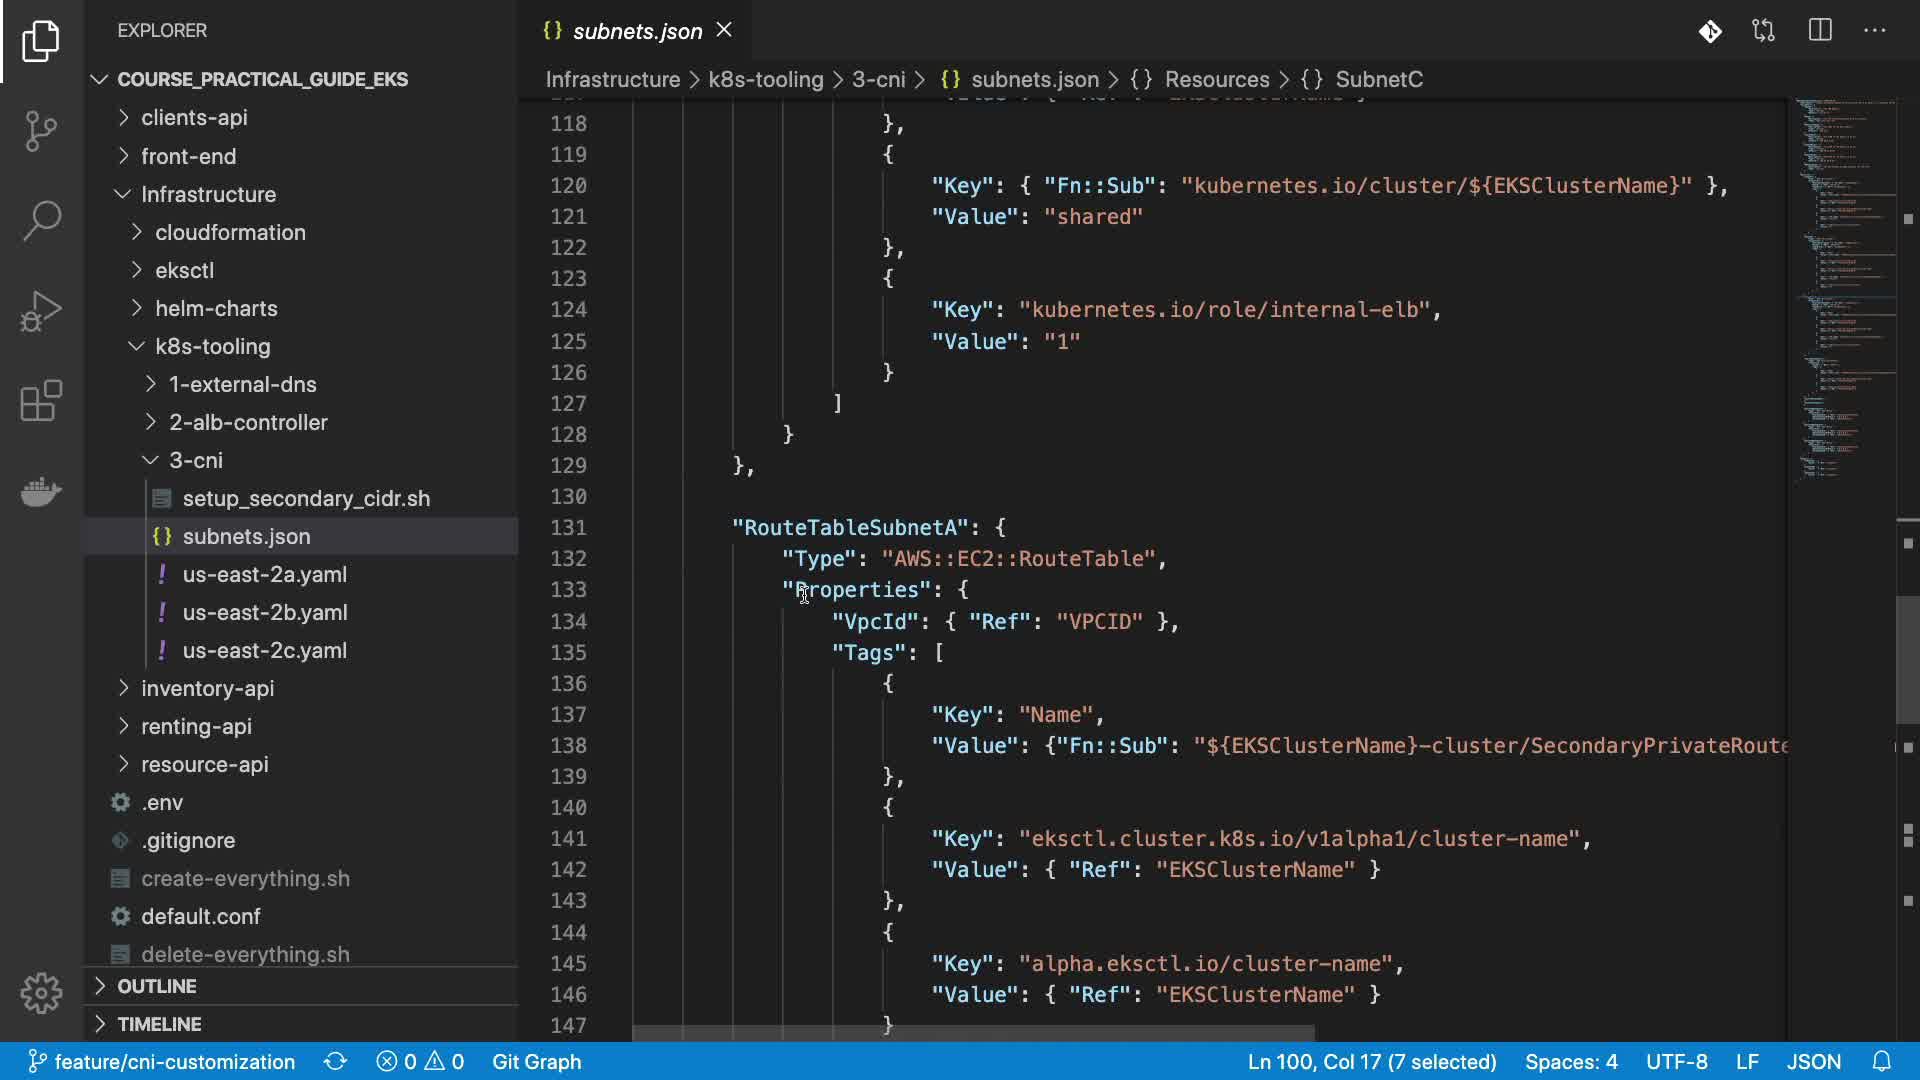 EXPLORER
COURSE_PRACTICAL_GUIDE_EKS
clients-api
front-end
Infrastructure
cloudformation
eksctl
helm-charts
k8s-tooling
1-external-dns
2-alb-controller
3-cni
setup_secondary_cidr.sh
{} subnets.json
! us-east-2a.yaml
! us-east-2b.yaml
! us-east-2c.yaml
inventory-api
renting-api
resource-api
.env
.gitignore
create-everything.sh
default.conf
delete-everything.sh
OUTLINE
TIMELINE
{} subnets.json
Infrastructure > k8s-tooling > 3-cni > {} subnets.json > {} Resources > {} SubnetC
118 },
119 {
120 "Key": { "Fn::Sub": "kubernetes.io/cluster/${EKSClusterName}" },
121 "Value": "shared"
122 },
123 {
124 "Key": "kubernetes.io/role/internal-elb",
125 "Value": "1"
126 }
127 ]
128 }
129 },
130
131 "RouteTableSubnetA": {
132 "Type": "AWS::EC2::RouteTable",
133 "Properties": {
134 "VpcId": { "Ref": "VPCID" },
135 "Tags": [
136 {
137 "Key": "Name",
138 "Value": {"Fn::Sub": "${EKSClusterName}-cluster/SecondaryPrivateRoute
139 },
140 {
141 "Key": "eksctl.cluster.k8s.io/v1alpha1/cluster-name",
142 "Value": { "Ref": "EKSClusterName" }
143 },
144 {
145 "Key": "alpha.eksctl.io/cluster-name",
146 "Value": { "Ref": "EKSClusterName" }
147 }
feature/cni-customization 0 0 Git Graph Ln 100, Col 17 (7 selected) Spaces: 4 UTF-8 LF JSON